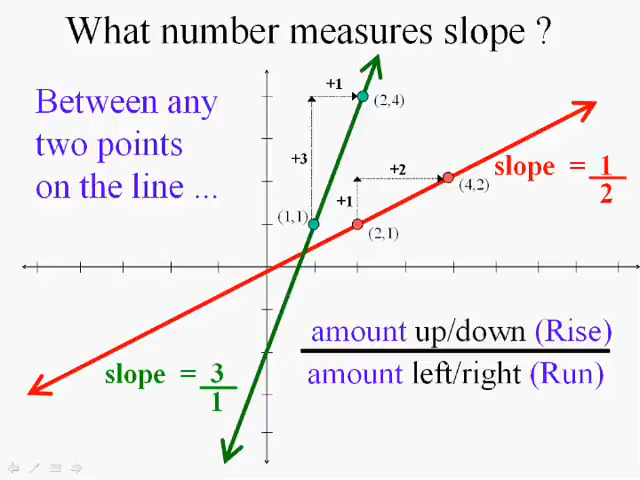 What number measures slope ?
Between any
two points
on the line ...
+1
(2,4)
+3
+2
slope = 1
2
(4,2)
(1,1)
+1
(2,1)
amount up/down (Rise)
amount left/right (Run)
slope = 3
1